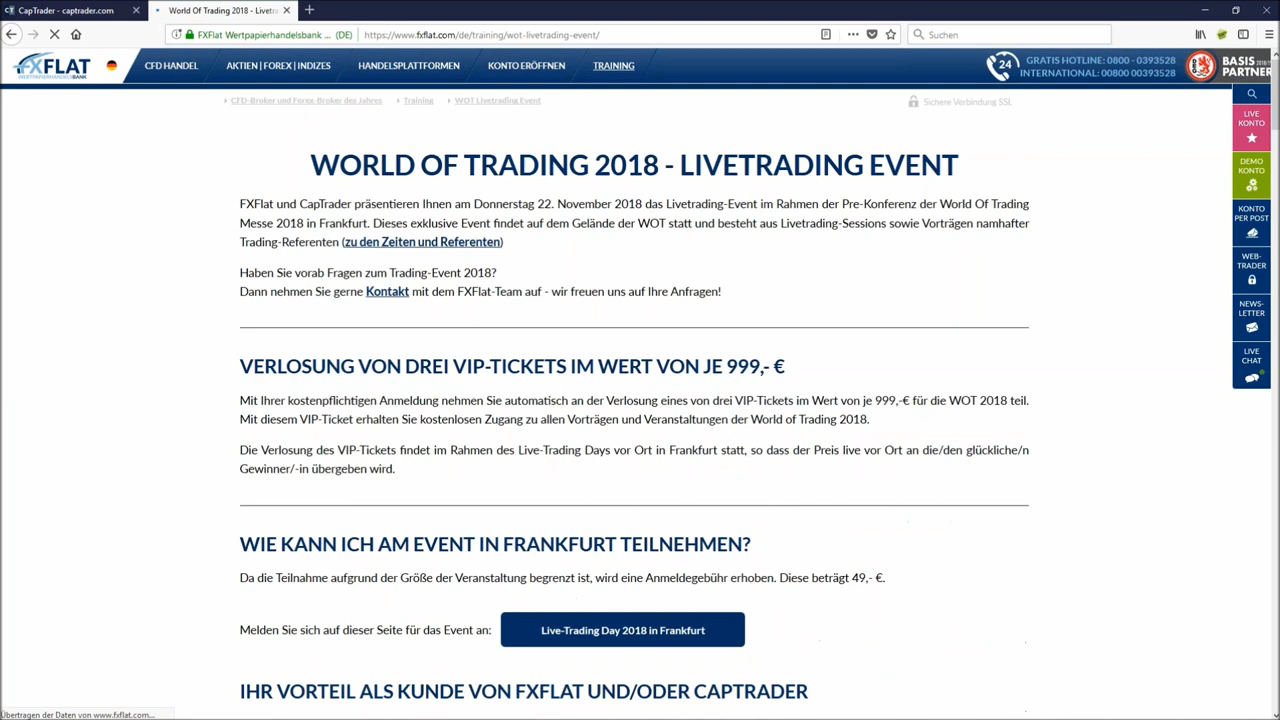 CapTrader - captrader.com
World Of Trading 2018 - Livetra
FXFlat Wertpapierhandelsbank ... (DE)
https://www.fxflat.com/de/training/wot-livetrading-event/
Suchen
FXFLAT
WERTPAPIERHANDELSBANK
CFD HANDEL
AKTIEN | FOREX | INDIZES
HANDELSPLATTFORMEN
KONTO ERÖFFNEN
TRAINING
24
GRATIS HOTLINE: 0800 - 0393528
INTERNATIONAL: 00800 00393528
BASIS
PARTNER
CFD-Broker und Forex-Broker des Jahres
Training
WOT Livetrading Event
Sichere Verbindung SSL
LIVE
KONTO
DEMO
KONTO
KONTO
PER POST
WEB-
TRADER
NEWS-
LETTER
LIVE
CHAT
WORLD OF TRADING 2018 - LIVETRADING EVENT
FXFlat und CapTrader präsentieren Ihnen am Donnerstag 22. November 2018 das Livetrading-Event im Rahmen der Pre-Konferenz der World Of Trading
Messe 2018 in Frankfurt. Dieses exklusive Event findet auf dem Gelände der WOT statt und besteht aus Livetrading-Sessions sowie Vorträgen namhafter
Trading-Referenten (zu den Zeiten und Referenten)
Haben Sie vorab Fragen zum Trading-Event 2018?
Dann nehmen Sie gerne Kontakt mit dem FXFlat-Team auf - wir freuen uns auf Ihre Anfragen!
VERLOSUNG VON DREI VIP-TICKETS IM WERT VON JE 999,- €
Mit Ihrer kostenpflichtigen Anmeldung nehmen Sie automatisch an der Verlosung eines von drei VIP-Tickets im Wert von je 999,-€ für die WOT 2018 teil.
Mit diesem VIP-Ticket erhalten Sie kostenlosen Zugang zu allen Vorträgen und Veranstaltungen der World of Trading 2018.
Die Verlosung des VIP-Tickets findet im Rahmen des Live-Trading Days vor Ort in Frankfurt statt, so dass der Preis live vor Ort an die/den glückliche/n
Gewinner/-in übergeben wird.
WIE KANN ICH AM EVENT IN FRANKFURT TEILNEHMEN?
Da die Teilnahme aufgrund der Größe der Veranstaltung begrenzt ist, wird eine Anmeldegebühr erhoben. Diese beträgt 49,- €.
Melden Sie sich auf dieser Seite für das Event an:
Live-Trading Day 2018 in Frankfurt
IHR VORTEIL ALS KUNDE VON FXFLAT UND/ODER CAPTRADER
Übertragen der Daten von www.fxflat.com...